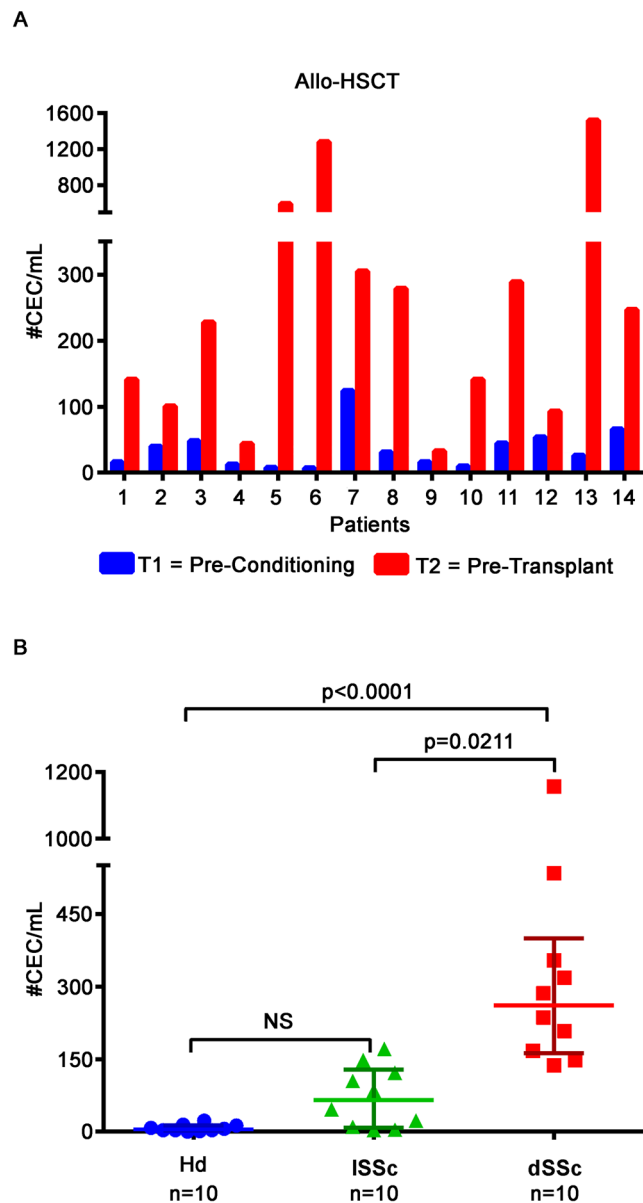 A
Allo-HSCT
1600
1200
800
300
200
100
0
#CEC/mL
1 2 3 4 5 6 7 8 9 10 11 12 13 14
Patients
T1 = Pre-Conditioning T2 = Pre-Transplant
B
p<0.0001
p=0.0211
1200
1000
450
300
150
0
#CEC/mL
NS
Hd lSSc dSSc
n=10 n=10 n=10